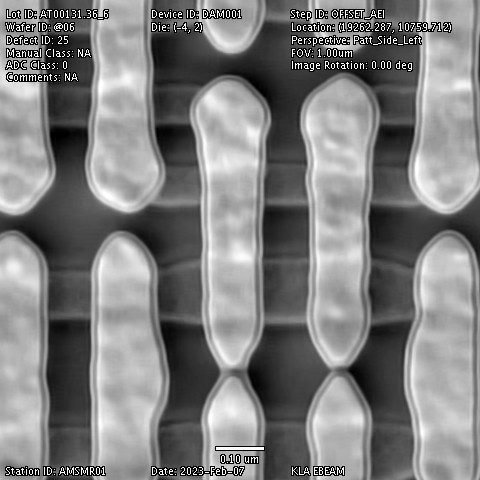 Lot ID: AT00131.36_6
Wafer ID: @06
Defect ID: 25
Manual Class: NA
ADC Class: 0
Comments: NA
Device ID: DAM001
Die: (-4, 2)
Step ID: OFFSET_AEI
Location: (19262.287, 10759.712)
Perspective: Patt_Side_Left
FOV: 1.00um
Image Rotation: 0.00 deg
0.10 um
Station ID: AMSMR01
Date: 2023-Feb-07
KLA EBEAM